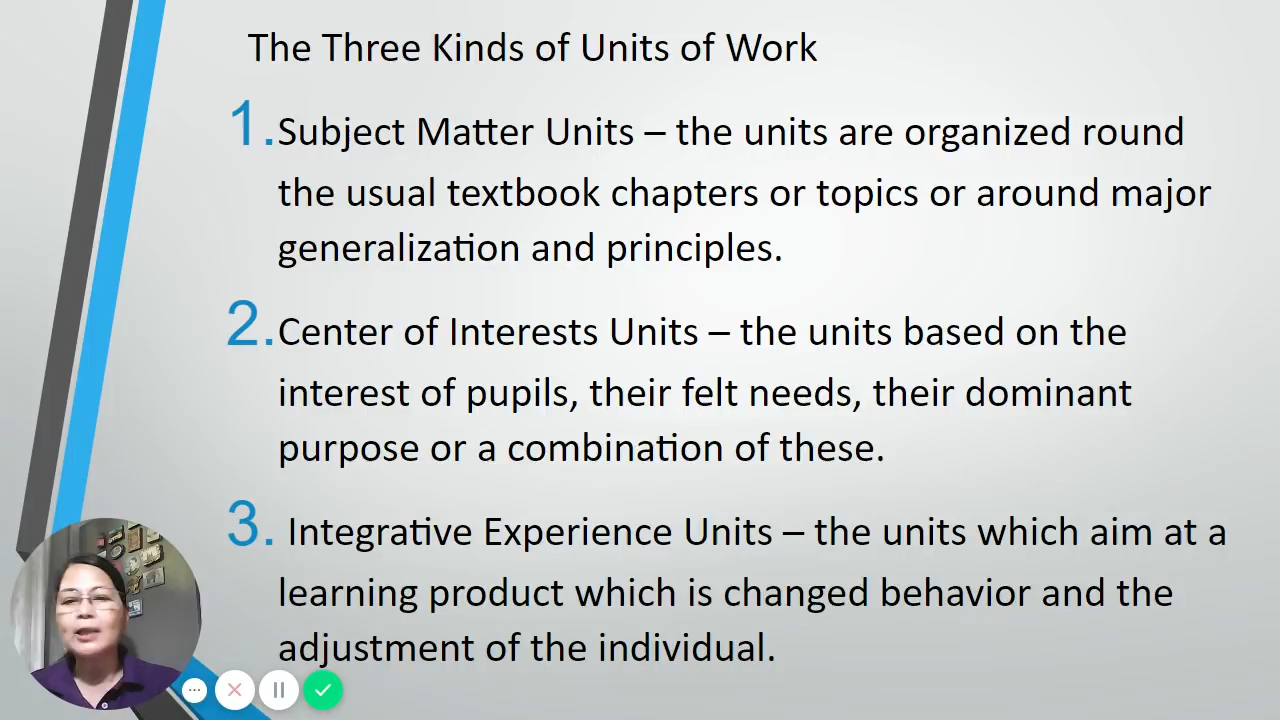 The Three Kinds of Units of Work
1. Subject Matter Units – the units are organized round
the usual textbook chapters or topics or around major
generalization and principles.
2. Center of Interests Units – the units based on the
interest of pupils, their felt needs, their dominant
purpose or a combination of these.
3. Integrative Experience Units – the units which aim at a
learning product which is changed behavior and the
adjustment of the individual.